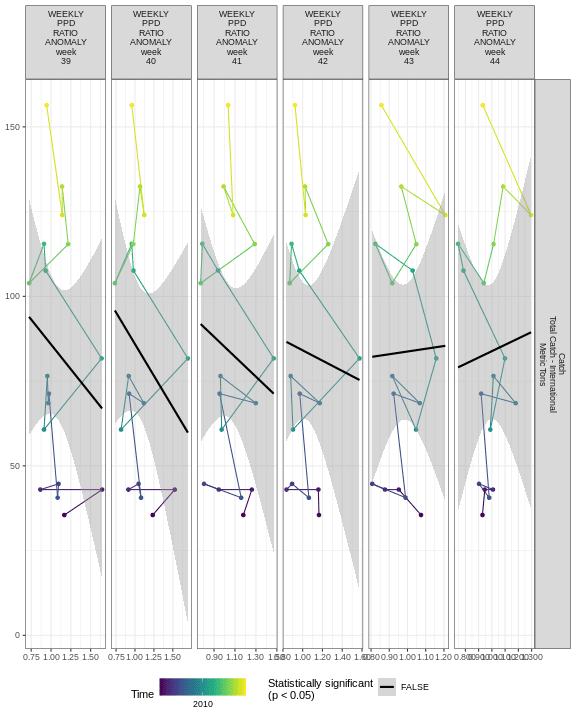 WEEKLY
PPD
RATIO
ANOMALY
week
39
WEEKLY
PPD
RATIO
ANOMALY
week
40
WEEKLY
PPD
RATIO
ANOMALY
week
41
WEEKLY
PPD
RATIO
ANOMALY
week
42
WEEKLY
PPD
RATIO
ANOMALY
week
43
WEEKLY
PPD
RATIO
ANOMALY
week
44
150
100
50
0
Catch
Total Catch - International
Metric Tons
0.75 1.00 1.25 1.50
0.75 1.00 1.25 1.50
0.90 1.10 1.30
1.00 1.20 1.40
1.00 1.10 1.20
Time
2010
Statistically significant
(p < 0.05)
FALSE